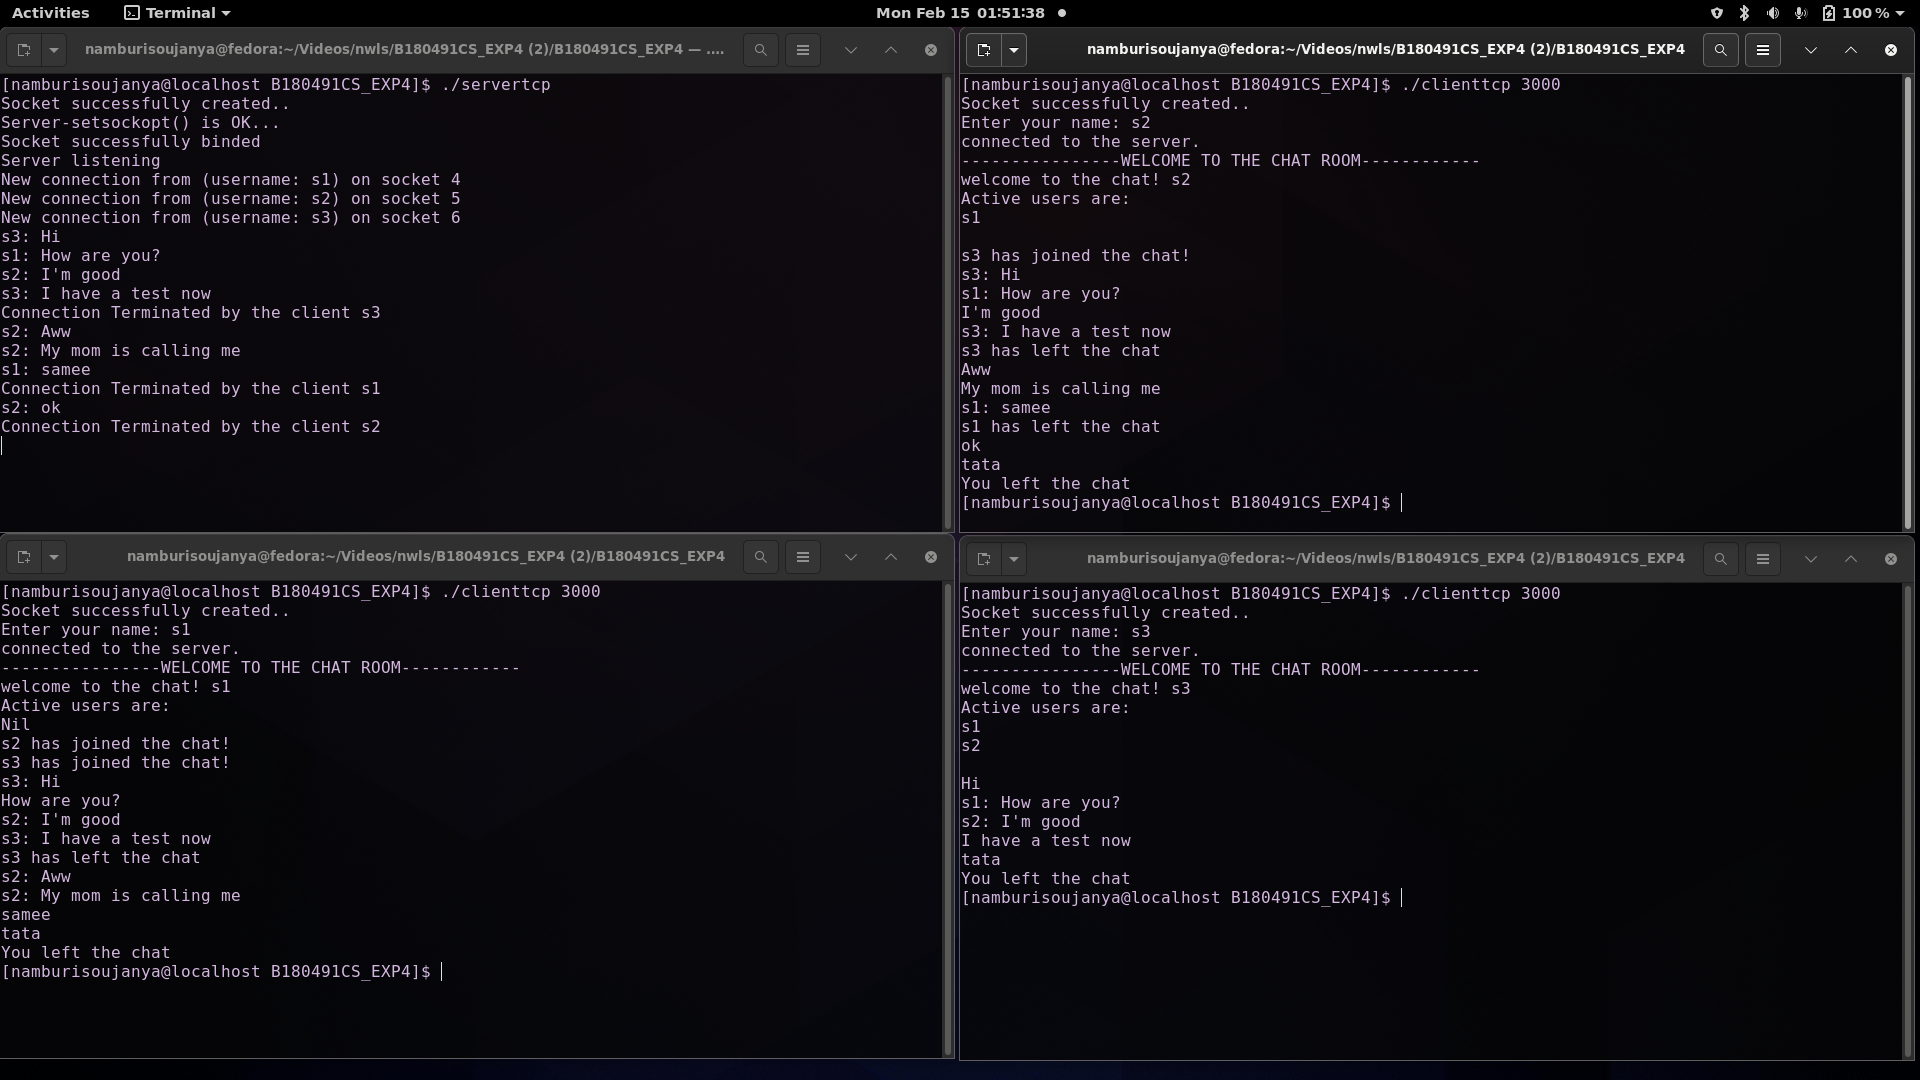 Activities Terminal Mon Feb 15 01:51:38 100 %
namburisoujanya@fedora:~/Videos/nwls/B180491CS_EXP4 (2)/B180491CS_EXP4 — ....
[namburisoujanya@localhost B180491CS_EXP4]$ ./servertcp
Socket successfully created..
Server-setsockopt() is OK...
Socket successfully binded
Server listening
New connection from (username: s1) on socket 4
New connection from (username: s2) on socket 5
New connection from (username: s3) on socket 6
s3: Hi
s1: How are you?
s2: I'm good
s3: I have a test now
Connection Terminated by the client s3
s2: Aww
s2: My mom is calling me
s1: samee
Connection Terminated by the client s1
s2: ok
Connection Terminated by the client s2
namburisoujanya@fedora:~/Videos/nwls/B180491CS_EXP4 (2)/B180491CS_EXP4
[namburisoujanya@localhost B180491CS_EXP4]$ ./clienttcp 3000
Socket successfully created..
Enter your name: s2
connected to the server.
----------------WELCOME TO THE CHAT ROOM------------
welcome to the chat! s2
Active users are:
s1
s3 has joined the chat!
s3: Hi
s1: How are you?
I'm good
s3: I have a test now
s3 has left the chat
Aww
My mom is calling me
s1: samee
s1 has left the chat
ok
tata
You left the chat
[namburisoujanya@localhost B180491CS_EXP4]$
namburisoujanya@fedora:~/Videos/nwls/B180491CS_EXP4 (2)/B180491CS_EXP4
[namburisoujanya@localhost B180491CS_EXP4]$ ./clienttcp 3000
Socket successfully created..
Enter your name: s1
connected to the server.
----------------WELCOME TO THE CHAT ROOM------------
welcome to the chat! s1
Active users are:
Nil
s2 has joined the chat!
s3 has joined the chat!
s3: Hi
How are you?
s2: I'm good
s3: I have a test now
s3 has left the chat
s2: Aww
s2: My mom is calling me
samee
tata
You left the chat
[namburisoujanya@localhost B180491CS_EXP4]$
namburisoujanya@fedora:~/Videos/nwls/B180491CS_EXP4 (2)/B180491CS_EXP4
[namburisoujanya@localhost B180491CS_EXP4]$ ./clienttcp 3000
Socket successfully created..
Enter your name: s3
connected to the server.
----------------WELCOME TO THE CHAT ROOM------------
welcome to the chat! s3
Active users are:
s1
s2
Hi
s1: How are you?
s2: I'm good
I have a test now
tata
You left the chat
[namburisoujanya@localhost B180491CS_EXP4]$